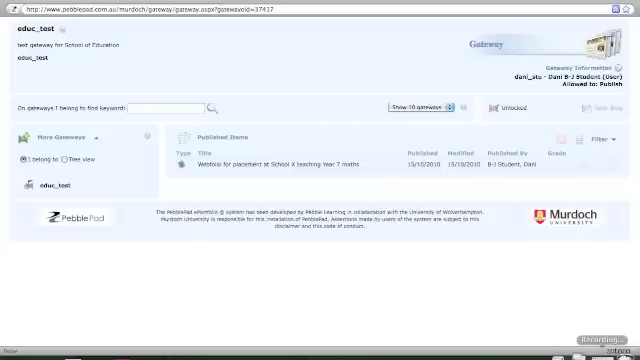 http://www.pebblepad.com.au/murdoch/gateway/gateway.aspx?gatewayoid=37417
educ_test
test gateway for School of Education
educ_test
Gateway
Gateway Information
dani_stu - Dani B-J Student (User)
Allowed to: Publish
On gateways I belong to find keyword:
Show 10 gateways
Unlocked
More Gateways
I belong to
Tree view
educ_test
Published Items
Filter
Type Title Published Modified Published By Grade
Webfolio for placement at School X teaching Year 7 maths 15/10/2010 15/10/2010 B-J Student, Dani
PebblePad
The PebblePad ePortfolio @ system has been developed by Pebble Learning in collaboration with the University of Wolverhampton.
Murdoch University is responsible for this installation of PebblePad. Assertions made by users of the system are subject to this
disclaimer and this code of conduct.
Murdoch
UNIVERSITY
Recording...
Done
zotero